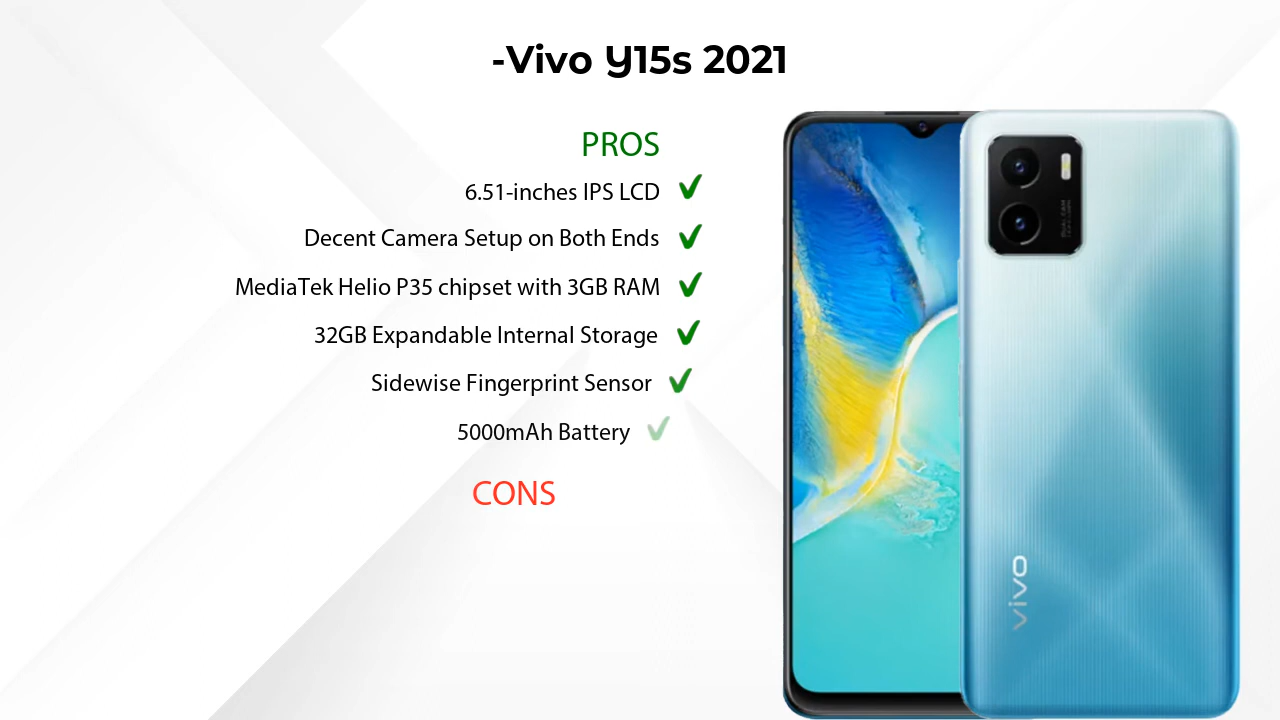 -Vivo Y15s 2021
PROS
6.51-inches IPS LCD
Decent Camera Setup on Both Ends
MediaTek Helio P35 chipset with 3GB RAM
32GB Expandable Internal Storage
Sidewise Fingerprint Sensor
5000mAh Battery
CONS
vivo